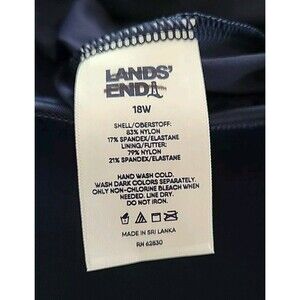 LANDS'
END
18W
SHELL/OBERSTOFF:
83% NYLON
17% SPANDEX/ELASTANE
LINING/FUTTER:
79% NYLON
21% SPANDEX/ELASTANE
HAND WASH COLD.
WASH DARK COLORS SEPARATELY.
ONLY NON-CHLORINE BLEACH WHEN
NEEDED. LINE DRY.
DO NOT IRON.
MADE IN SRI LANKA
RN 62830